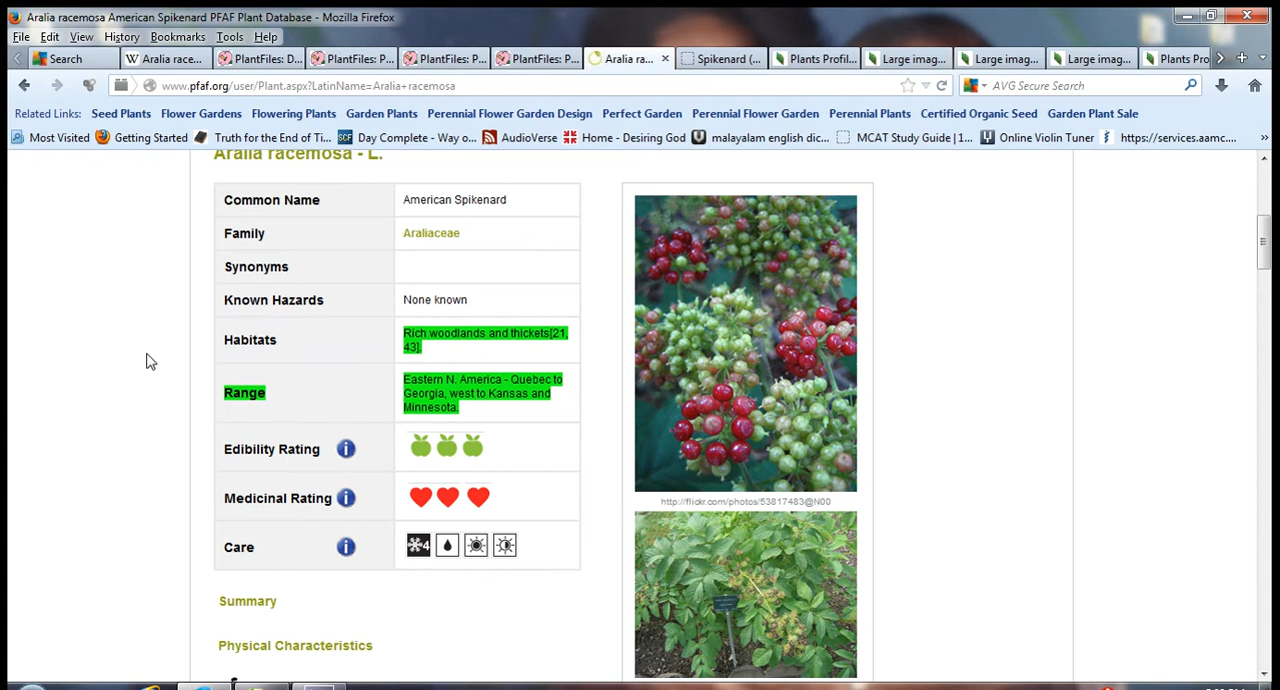 Aralia racemosa American Spikenard PFAF Plant Database - Mozilla Firefox
File Edit View History Bookmarks Tools Help
Search Aralia race... PlantFiles: D... PlantFiles: P... PlantFiles: P... PlantFiles: P... Aralia ra... Spikenard (... Plants Profil... Large imag... Large imag... Large imag... Plants Pro
www.pfaf.org/user/Plant.aspx?LatinName=Aralia+racemosa AVG Secure Search
Related Links: Seed Plants Flower Gardens Flowering Plants Garden Plants Perennial Flower Garden Design Perfect Garden Perennial Flower Garden Perennial Plants Certified Organic Seed Garden Plant Sale
Most Visited Getting Started Truth for the End of Ti... SCF Day Complete - Way o... AudioVerse Home - Desiring God malayalam english dic... MCAT Study Guide | 1... Online Violin Tuner https://services.aamc....
Aralia racemosa - L.
Common Name American Spikenard
Family Araliaceae
Synonyms
Known Hazards None known
Habitats Rich woodlands and thickets[21,
43].
Range Eastern N. America - Quebec to
Georgia, west to Kansas and
Minnesota.
Edibility Rating
Medicinal Rating
Care 4
http://flickr.com/photos/53817483@N00
Summary
Physical Characteristics